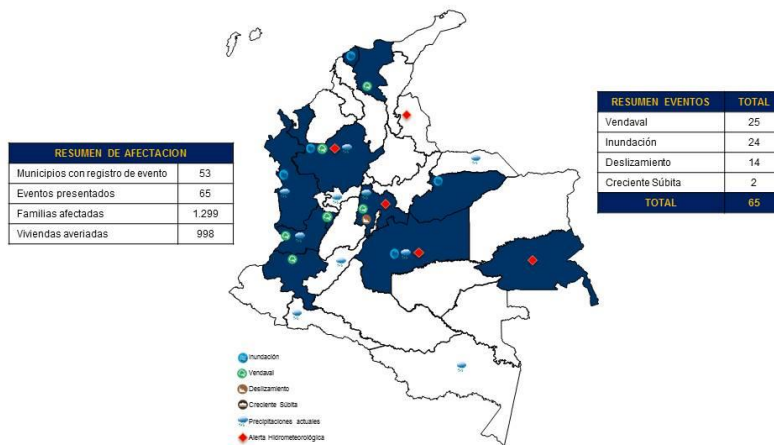 RESUMEN DE AFECTACION
Municipios con registro de evento 53
Eventos presentados 65
Familias afectadas 1.299
Viviendas averiadas 998
RESUMEN EVENTOS TOTAL
Vendaval 25
Inundación 24
Deslizamiento 14
Creciente Súbita 2
TOTAL 65
Inundación
Vendaval
Deslizamiento
Creciente Súbita
Precipitaciones actuales
Alerta Hidrometeorológica